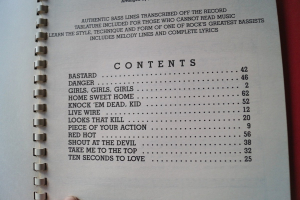 AUTHENTIC BASS LINES TRANSCRIBED OFF THE RECORD
TABLATURE INCLUDED FOR THOSE WHO CANNOT READ MUSIC
LEARN THE STYLE, TECHNIQUE AND FORM OF ONE OF ROCK'S GREATEST BASSISTS
INCLUDES MELODY LINES AND COMPLETE LYRICS
CONTENTS
BASTARD 42
DANGER 46
GIRLS, GIRLS, GIRLS 2
HOME SWEET HOME 62
KNOCK 'EM DEAD, KID 52
LIVE WIRE 12
LOOKS THAT KILL 20
PIECE OF YOUR ACTION 9
RED HOT 56
SHOUT AT THE DEVIL 38
TAKE ME TO THE TOP 32
TEN SECONDS TO LOVE 25